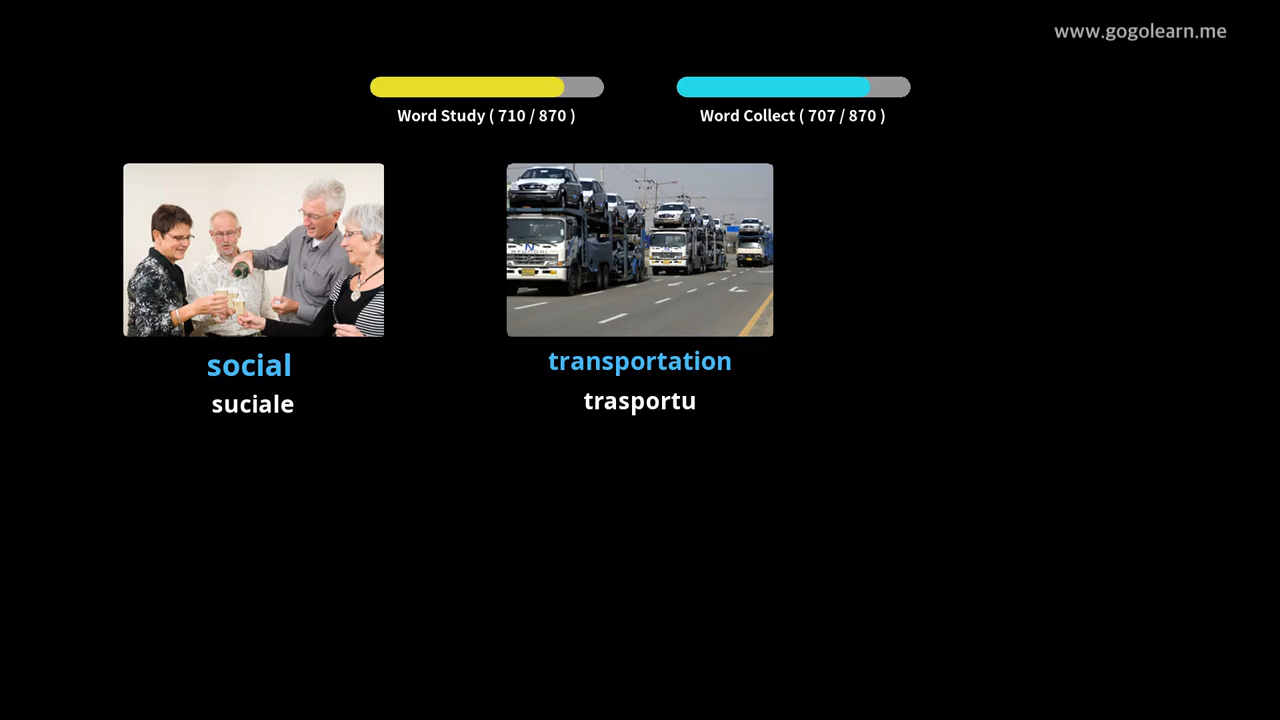 www.gogolearn.me
Word Study ( 710 / 870 )
Word Collect ( 707 / 870 )
social
suciale
transportation
trasportu